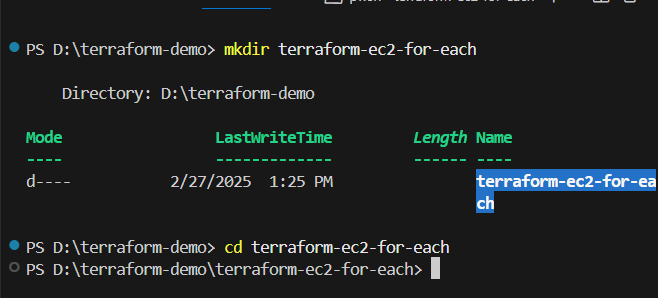 PS D:\terraform-demo> mkdir terraform-ec2-for-each
Directory: D:\terraform-demo
Mode LastWriteTime Length Name
---- ------------- ------ ----
d---- 2/27/2025 1:25 PM terraform-ec2-for-ea
ch
PS D:\terraform-demo> cd terraform-ec2-for-each
PS D:\terraform-demo\terraform-ec2-for-each>